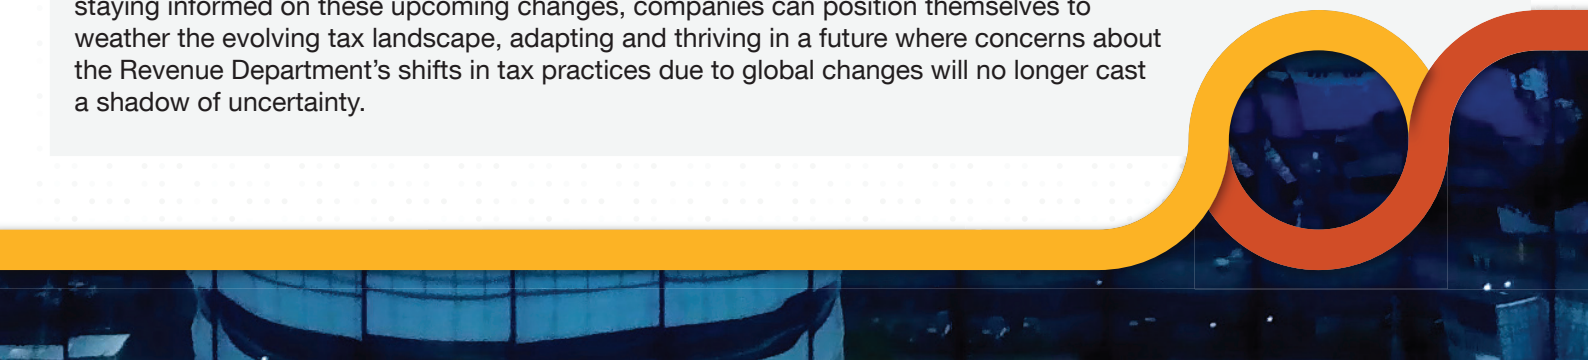 staying informed on these upcoming changes, companies can position themselves to
weather the evolving tax landscape, adapting and thriving in a future where concerns about
the Revenue Department’s shifts in tax practices due to global changes will no longer cast
a shadow of uncertainty.